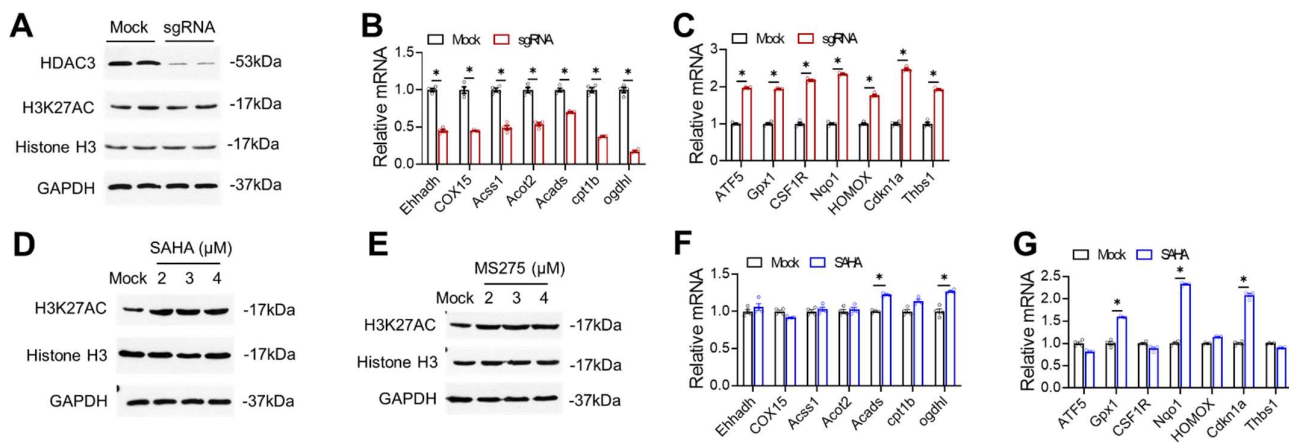 A
Mock sgRNA
HDAC3 -53kDa
H3K27AC -17kDa
Histone H3 -17kDa
GAPDH -37kDa
B
Mock sgRNA
Relative mRNA
1.5
1.0
0.5
0.0
* * * * * * *
Ehhadh COX15 Acss1 Acot2 Acads cpt1b ogdhl
C
Mock sgRNA
Relative mRNA
3
2
1
0
* * * * * * *
ATF5 Gpx1 CSF1R Nqo1 HOMOX Cdkn1a Thbs1
D
SAHA (µM)
Mock 2 3 4
H3K27AC -17kDa
Histone H3 -17kDa
GAPDH -37kDa
E
MS275 (µM)
Mock 2 3 4
H3K27AC -17kDa
Histone H3 -17kDa
GAPDH -37kDa
F
Mock SAHA
Relative mRNA
1.5
1.0
0.5
0.0
* *
Ehhadh COX15 Acss1 Acot2 Acads cpt1b ogdhl
G
Mock SAHA
Relative mRNA
2.5
2.0
1.5
1.0
0.5
0.0
* * *
ATF5 Gpx1 CSF1R Nqo1 HOMOX Cdkn1a Thbs1